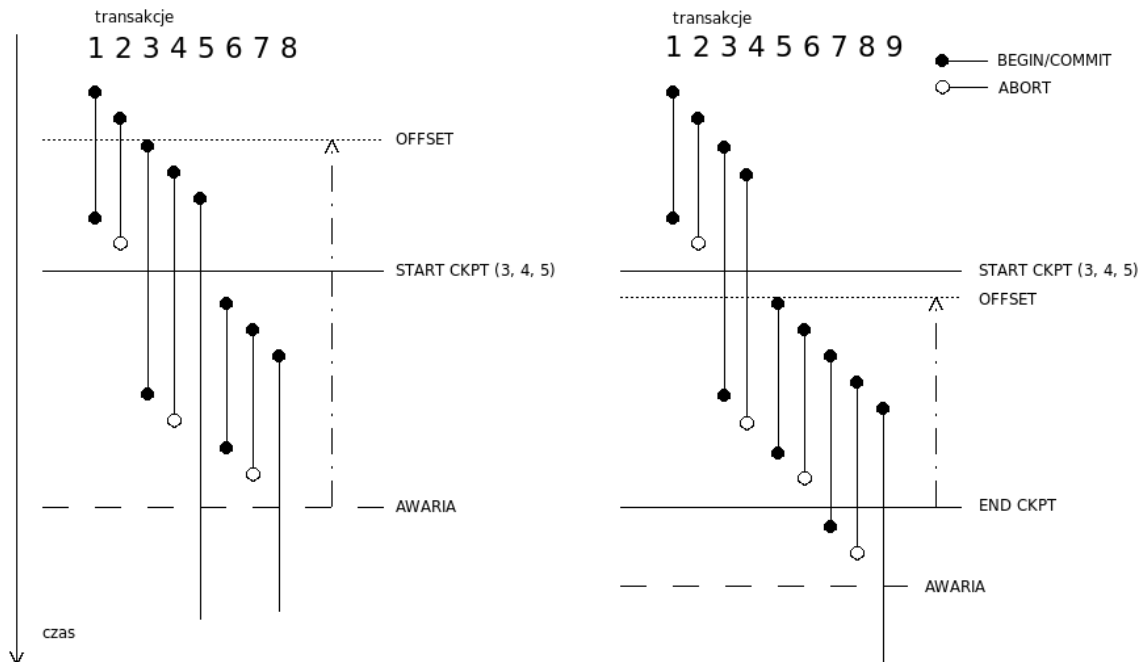 transakcje
1 2 3 4 5 6 7 8
OFFSET
START CKPT (3, 4, 5)
AWARIA
czas
transakcje
1 2 3 4 5 6 7 8 9
BEGIN/COMMIT
ABORT
START CKPT (3, 4, 5)
OFFSET
END CKPT
AWARIA